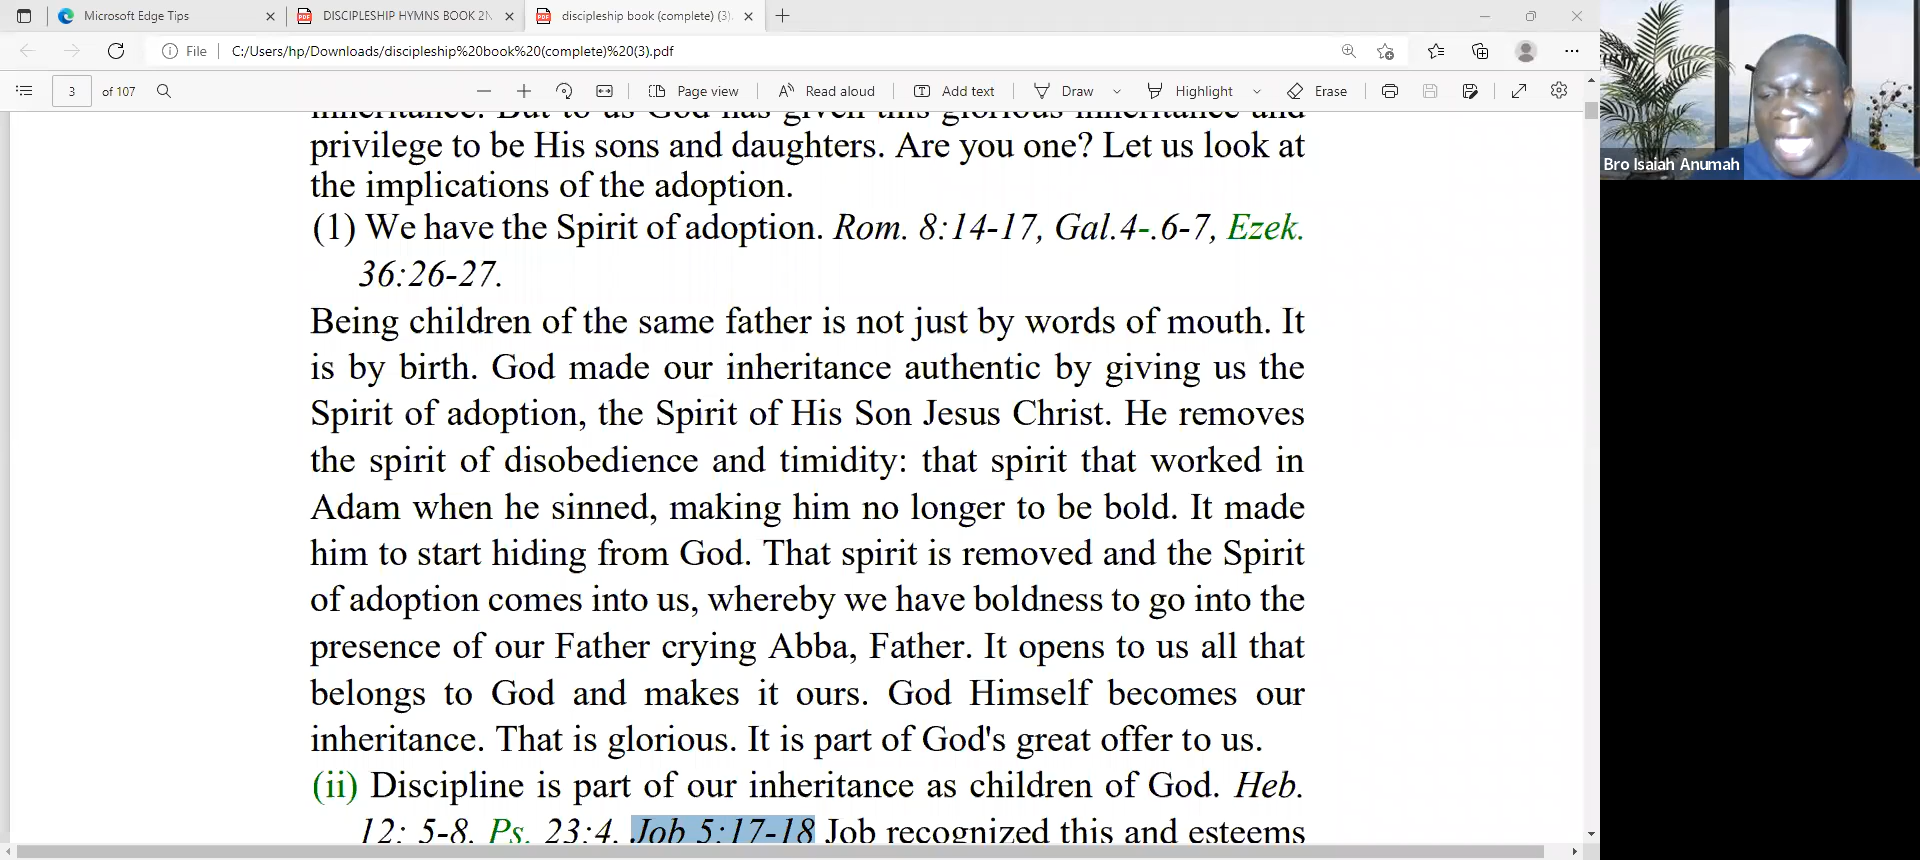 Microsoft Edge Tips
DISCIPLESHIP HYMNS BOOK 2N
discipleship book (complete) (3).
File
C:/Users/hp/Downloads/discipleship%20book%20(complete)%20(3).pdf
3 of 107
Page view
Read aloud
Add text
Draw
Highlight
Erase
Bro Isaiah Anumah
inheritance. But to us God has given this glorious inheritance and
privilege to be His sons and daughters. Are you one? Let us look at
the implications of the adoption.
(1) We have the Spirit of adoption. Rom. 8:14-17, Gal.4-.6-7, Ezek.
36:26-27.
Being children of the same father is not just by words of mouth. It
is by birth. God made our inheritance authentic by giving us the
Spirit of adoption, the Spirit of His Son Jesus Christ. He removes
the spirit of disobedience and timidity: that spirit that worked in
Adam when he sinned, making him no longer to be bold. It made
him to start hiding from God. That spirit is removed and the Spirit
of adoption comes into us, whereby we have boldness to go into the
presence of our Father crying Abba, Father. It opens to us all that
belongs to God and makes it ours. God Himself becomes our
inheritance. That is glorious. It is part of God's great offer to us.
(ii) Discipline is part of our inheritance as children of God. Heb.
12: 5-8. Ps. 23:4. Job 5:17-18 Job recognized this and esteems